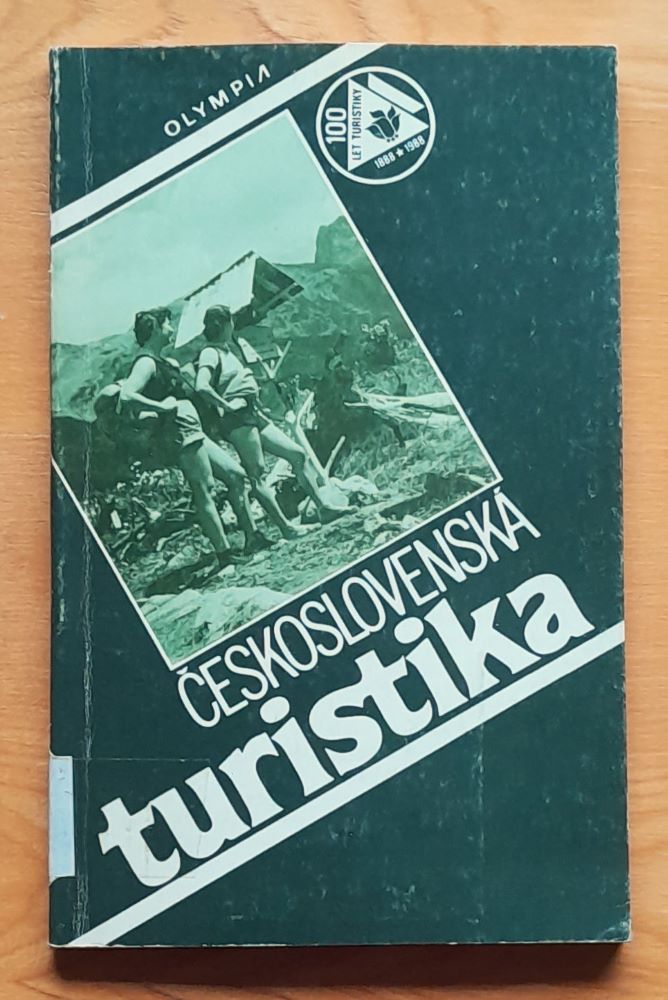 OLYMPIA
100
LET TURISTIKY
1888 ★ 1988
ČESKOSLOVENSKÁ
turistika